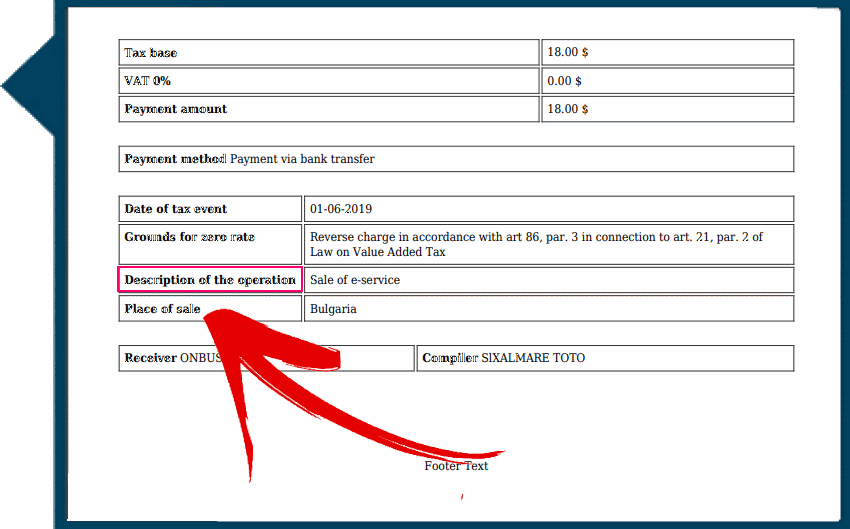 Tax base 18.00 $
VAT 0% 0.00 $
Payment amount 18.00 $
Payment method Payment via bank transfer
Date of tax event 01-06-2019
Grounds for zero rate Reverse charge in accordance with art 86, par. 3 in connection to art. 21, par. 2 of
Law on Value Added Tax
Description of the operation Sale of e-service
Place of sale Bulgaria
Receiver Compiler SIXALMARE TOTO
Footer Text